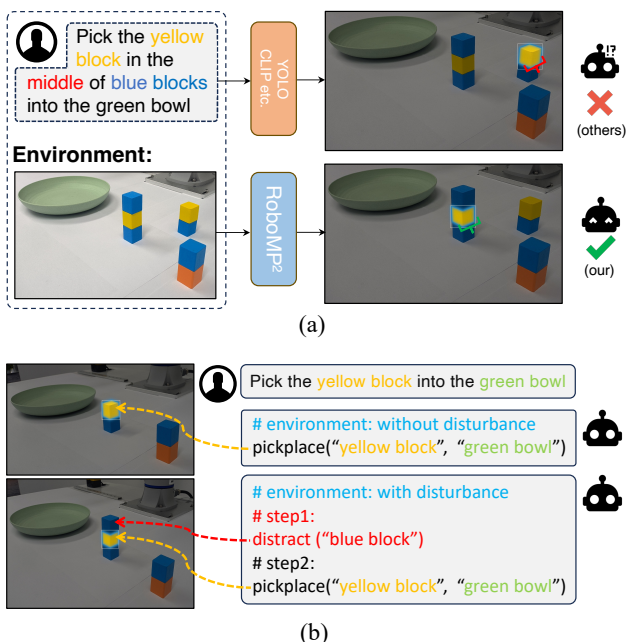 Pick the yellow
block in the
middle of blue blocks
into the green bowl
YOLO
CLIP etc.
!?
(others)
Environment:
RoboMP²
(our)
(a)
Pick the yellow block into the green bowl
# environment: without disturbance
pickplace(“yellow block”, “green bowl”)
# environment: with disturbance
# step1:
distract (“blue block”)
# step2:
pickplace(“yellow block”, “green bowl”)
(b)